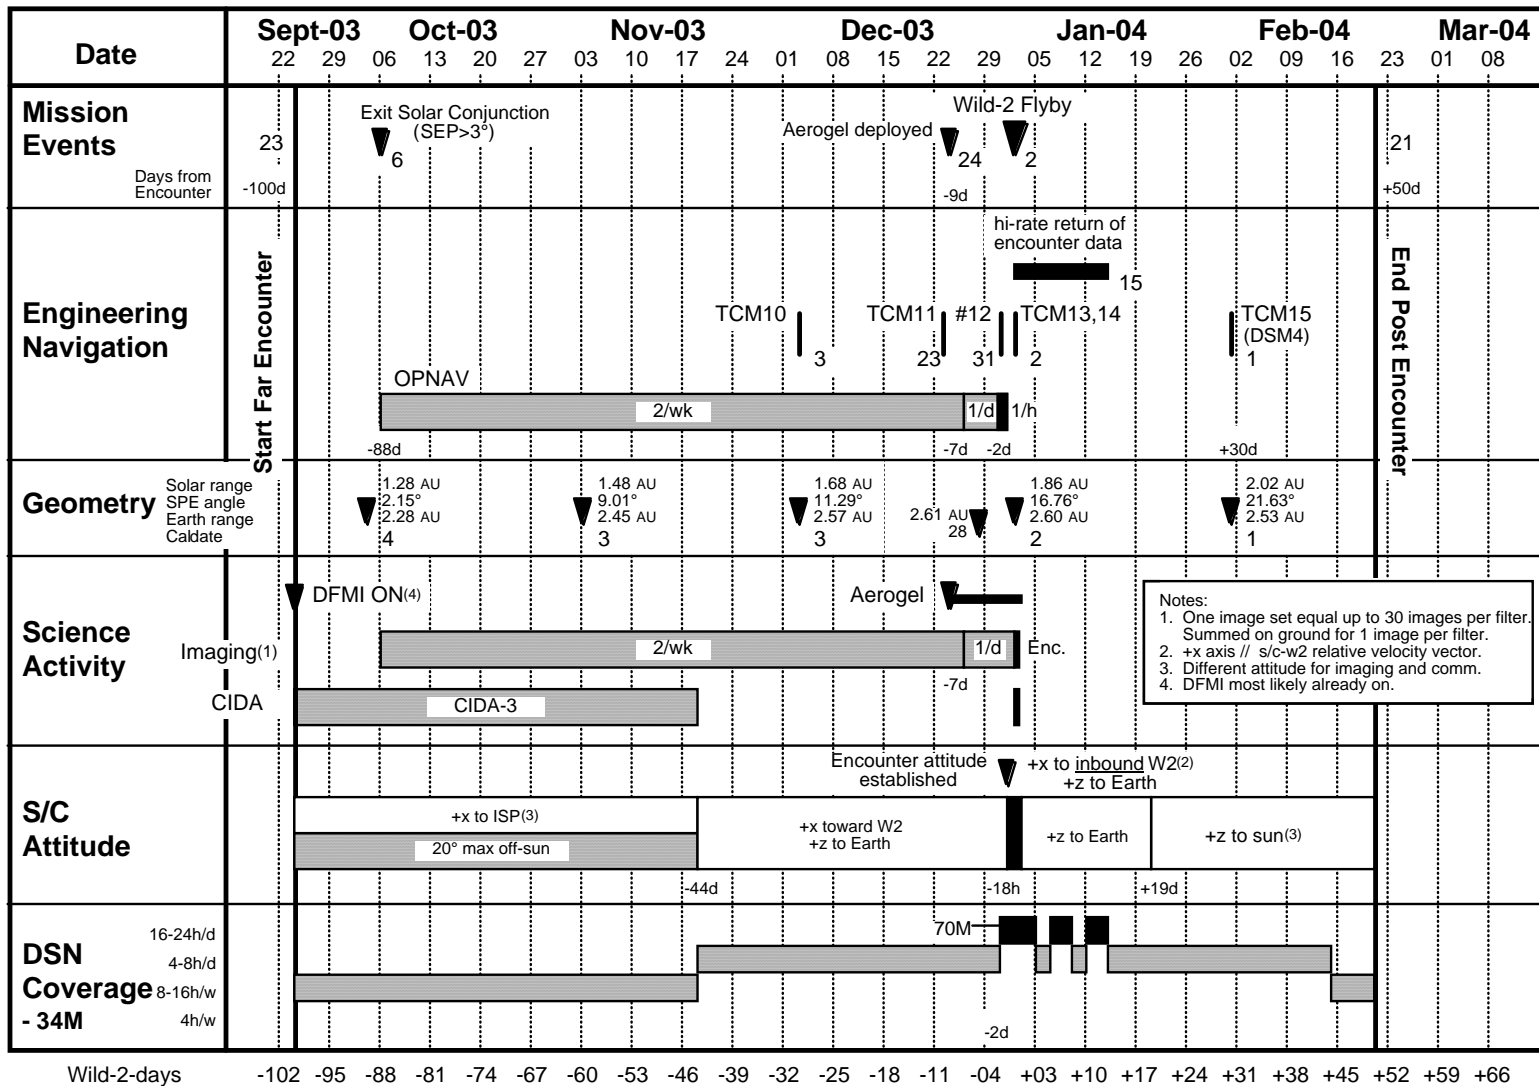 Date
Sept-03 Oct-03 Nov-03 Dec-03 Jan-04 Feb-04 Mar-04
22 29 06 13 20 27 03 10 17 24 01 08 15 22 29 05 12 19 26 02 09 16 23 01 08
Mission
Events
Days from
Encounter
23
-100d
Exit Solar Conjunction
(SEP>3°)
6
Aerogel deployed
24
-9d
Wild-2 Flyby
2
21
+50d
Start Far Encounter
End Post Encounter
Engineering
Navigation
hi-rate return of
encounter data
15
TCM10
3
TCM11
23
#12
31
TCM13,14
2
TCM15
(DSM4)
1
OPNAV
2/wk
1/d
1/h
-88d
-7d
-2d
+30d
Geometry
Solar range
SPE angle
Earth range
Caldate
1.28 AU
2.15°
2.28 AU
4
1.48 AU
9.01°
2.45 AU
3
1.68 AU
11.29°
2.57 AU
3
2.61 AU
28
1.86 AU
16.76°
2.60 AU
2
2.02 AU
21.63°
2.53 AU
1
Science
Activity
DFMI ON(4)
Aerogel
Imaging(1)
2/wk
1/d
Enc.
-7d
CIDA
CIDA-3
Notes:
1. One image set equal up to 30 images per filter.
Summed on ground for 1 image per filter.
2. +x axis // s/c-w2 relative velocity vector.
3. Different attitude for imaging and comm.
4. DFMI most likely already on.
S/C
Attitude
Encounter attitude
established
+x to inbound W2(2)
+z to Earth
+x to ISP(3)
20° max off-sun
+x toward W2
+z to Earth
+z to Earth
+z to sun(3)
-44d
-18h
+19d
DSN
Coverage
- 34M
16-24h/d
4-8h/d
8-16h/w
4h/w
70M
-2d
Wild-2-days -102 -95 -88 -81 -74 -67 -60 -53 -46 -39 -32 -25 -18 -11 -04 +03 +10 +17 +24 +31 +38 +45 +52 +59 +66